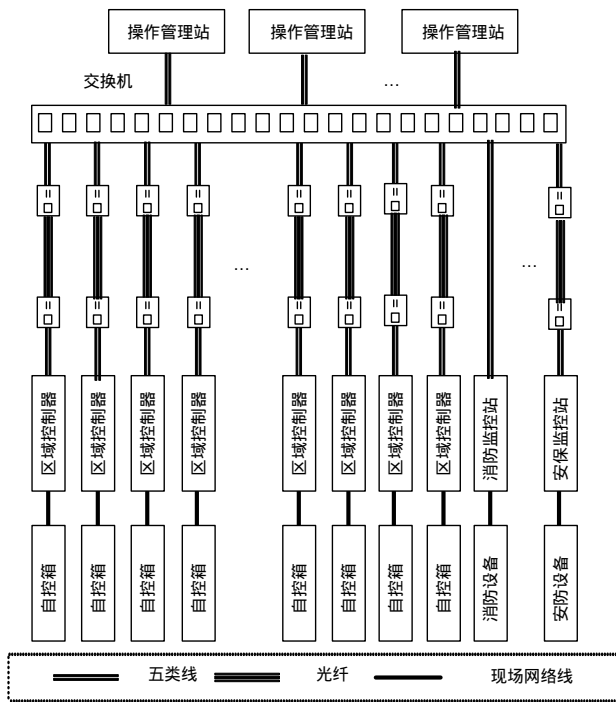 操作管理站 操作管理站 操作管理站
交换机 …
… …
区域控制器 区域控制器 区域控制器 区域控制器 区域控制器 区域控制器 区域控制器 区域控制器 消防监控站 安保监控站
自控箱 自控箱 自控箱 自控箱 自控箱 自控箱 自控箱 自控箱 消防设备 安防设备
五类线 光纤 现场网络线